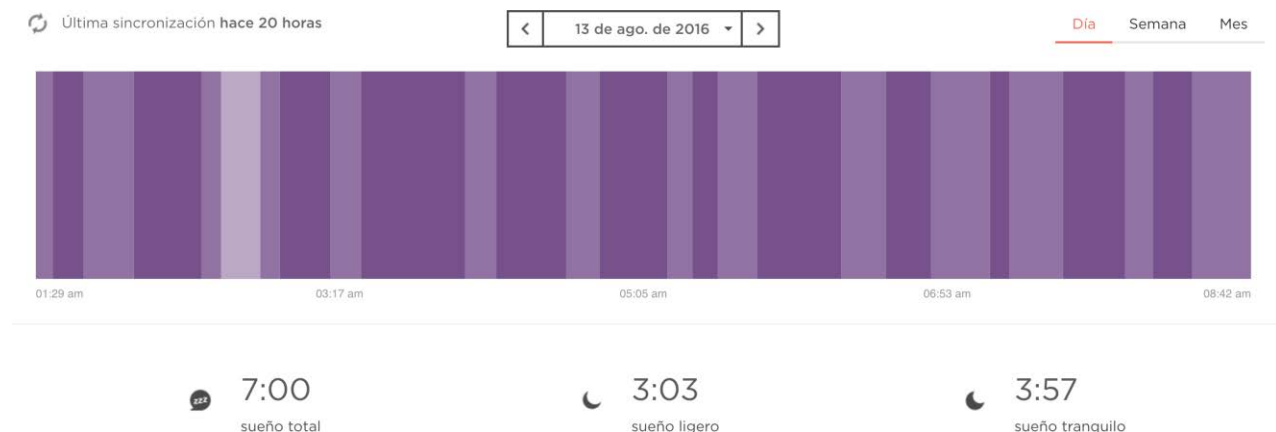 Última sincronización hace 20 horas
13 de ago. de 2016
Día Semana Mes
01:29 am 03:17 am 05:05 am 06:53 am 08:42 am
zzz 7:00 3:03 3:57
sueño total sueño ligero sueño tranquilo